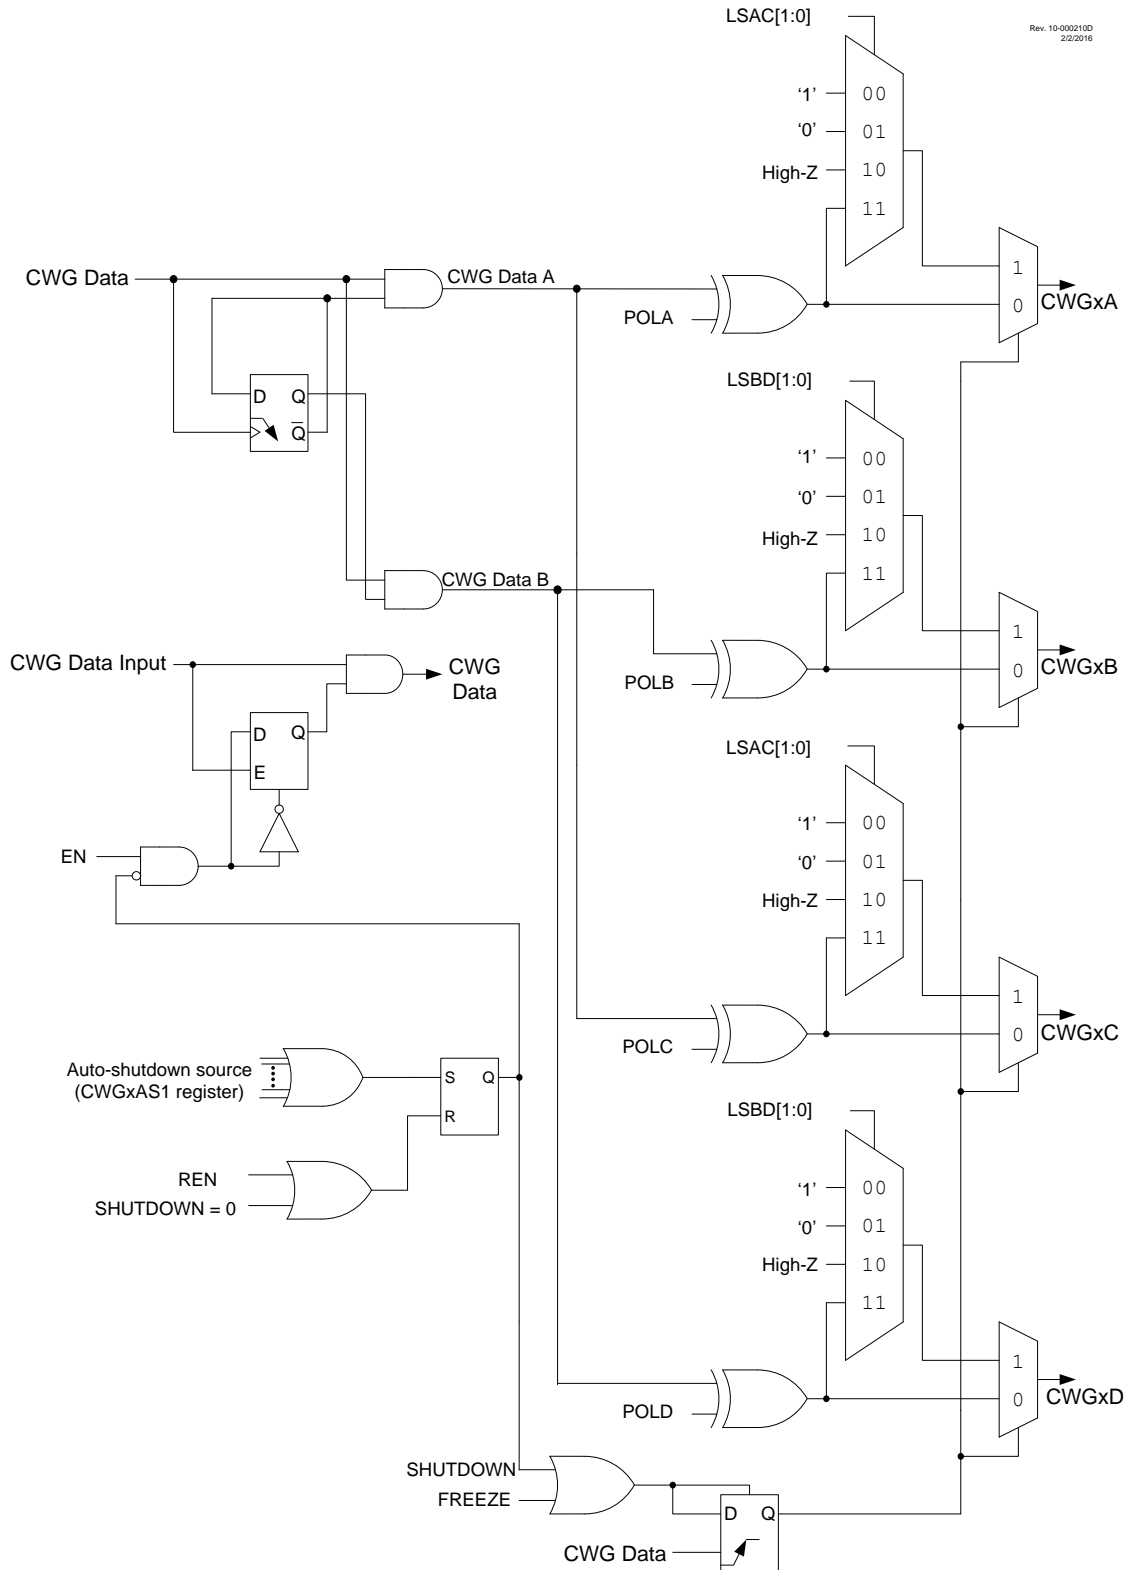 LSAC[1:0]
Rev. 10-000210D
2/2/2016
‘1’ 00
‘0’ 01
High-Z 10
11
CWG Data
CWG Data A
POLA
1
0
CWGxA
LSBD[1:0]
D Q
Q̅
‘1’ 00
‘0’ 01
High-Z 10
11
CWG Data B
POLB
1
0
CWGxB
CWG Data Input
CWG
Data
D Q
E
EN
LSAC[1:0]
‘1’ 00
‘0’ 01
High-Z 10
11
POLC
1
0
CWGxC
Auto-shutdown source
(CWGxAS1 register)
S Q
R
REN
SHUTDOWN = 0
LSBD[1:0]
‘1’ 00
‘0’ 01
High-Z 10
11
POLD
1
0
CWGxD
SHUTDOWN
FREEZE
D Q
CWG Data